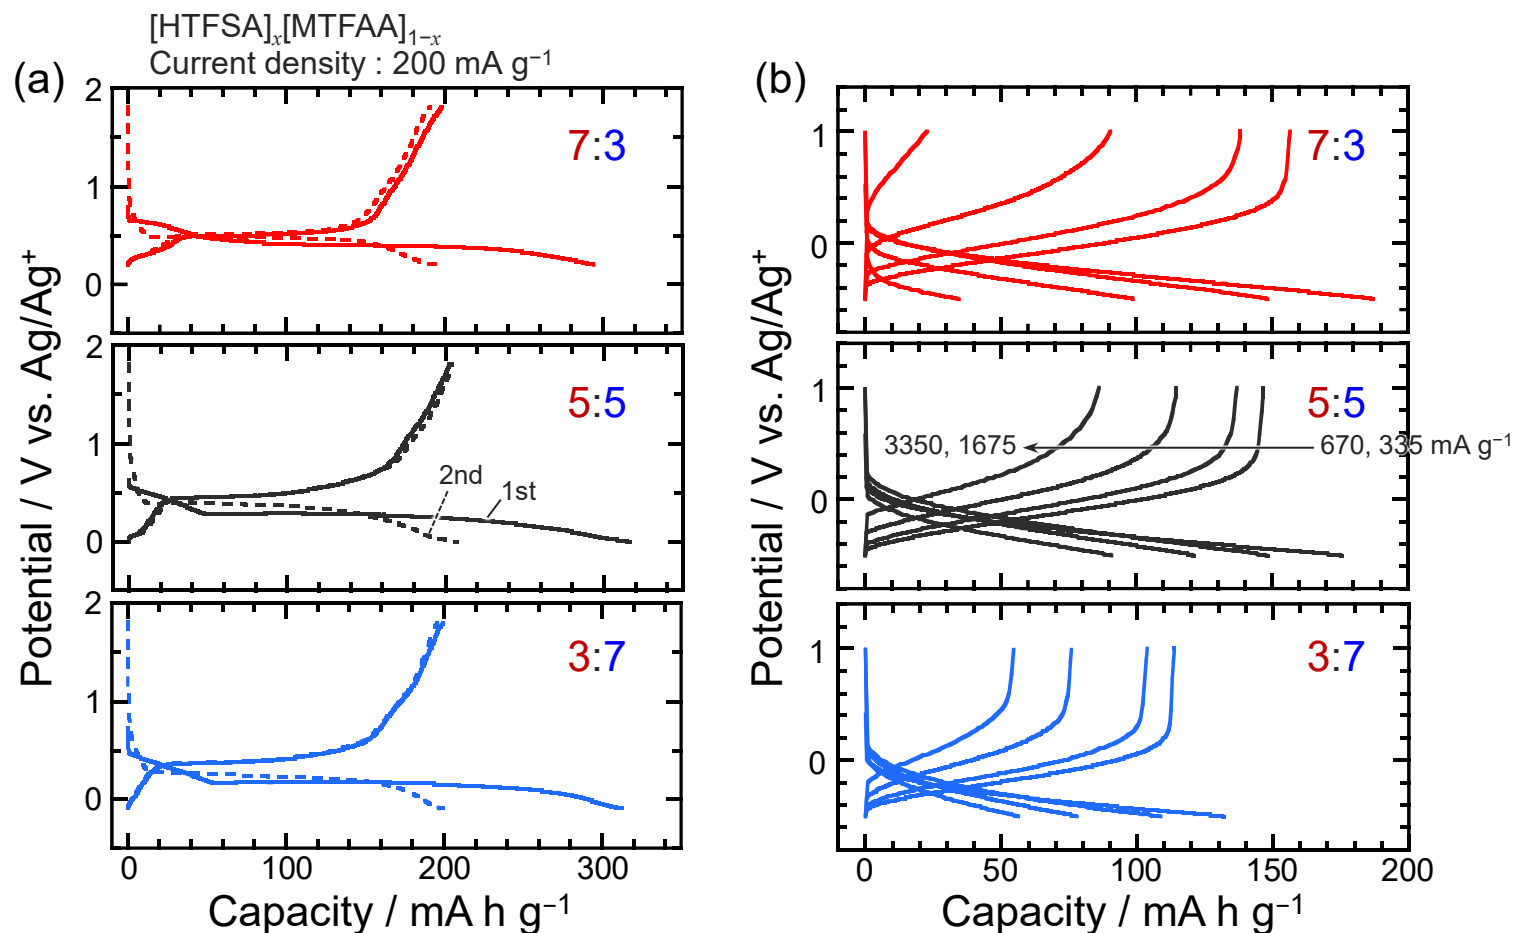 [HTFSA]x[MTFAA]1−x
Current density : 200 mA g−1
(a)
2
1
0
7:3
2
1
0
5:5
2nd
1st
2
1
0
3:7
0 100 200 300
Capacity / mA h g−1
Potential / V vs. Ag/Ag+
(b)
1
0
7:3
1
0
5:5
3350, 1675
670, 335 mA g−1
1
0
3:7
0 50 100 150 200
Capacity / mA h g−1
Potential / V vs. Ag/Ag+